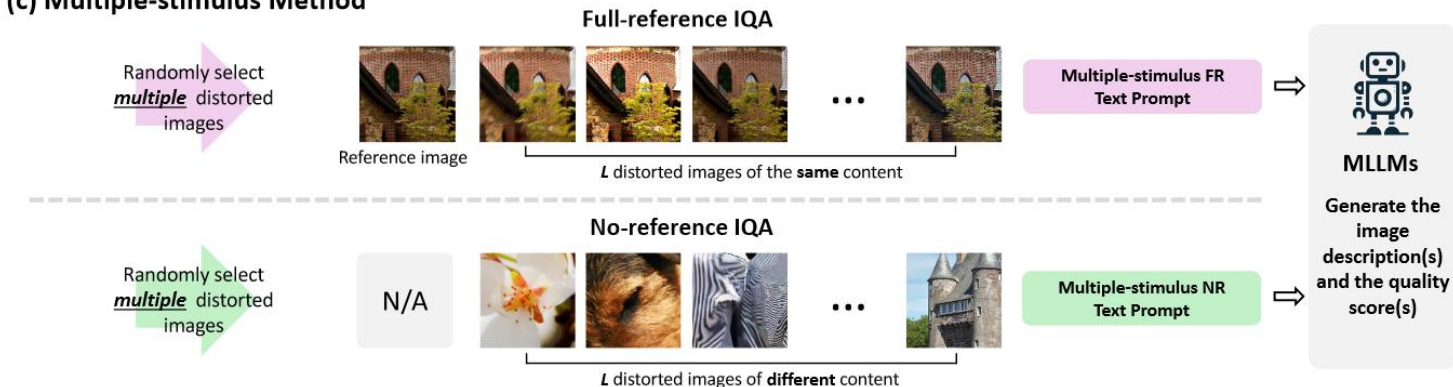 (c) Multiple-stimulus Method
Full-reference IQA
Randomly select
multiple distorted
images
Reference image
...
L distorted images of the same content
Multiple-stimulus FR
Text Prompt
No-reference IQA
Randomly select
multiple distorted
images
N/A
...
L distorted images of different content
Multiple-stimulus NR
Text Prompt
MLLMs
Generate the
image
description(s)
and the quality
score(s)